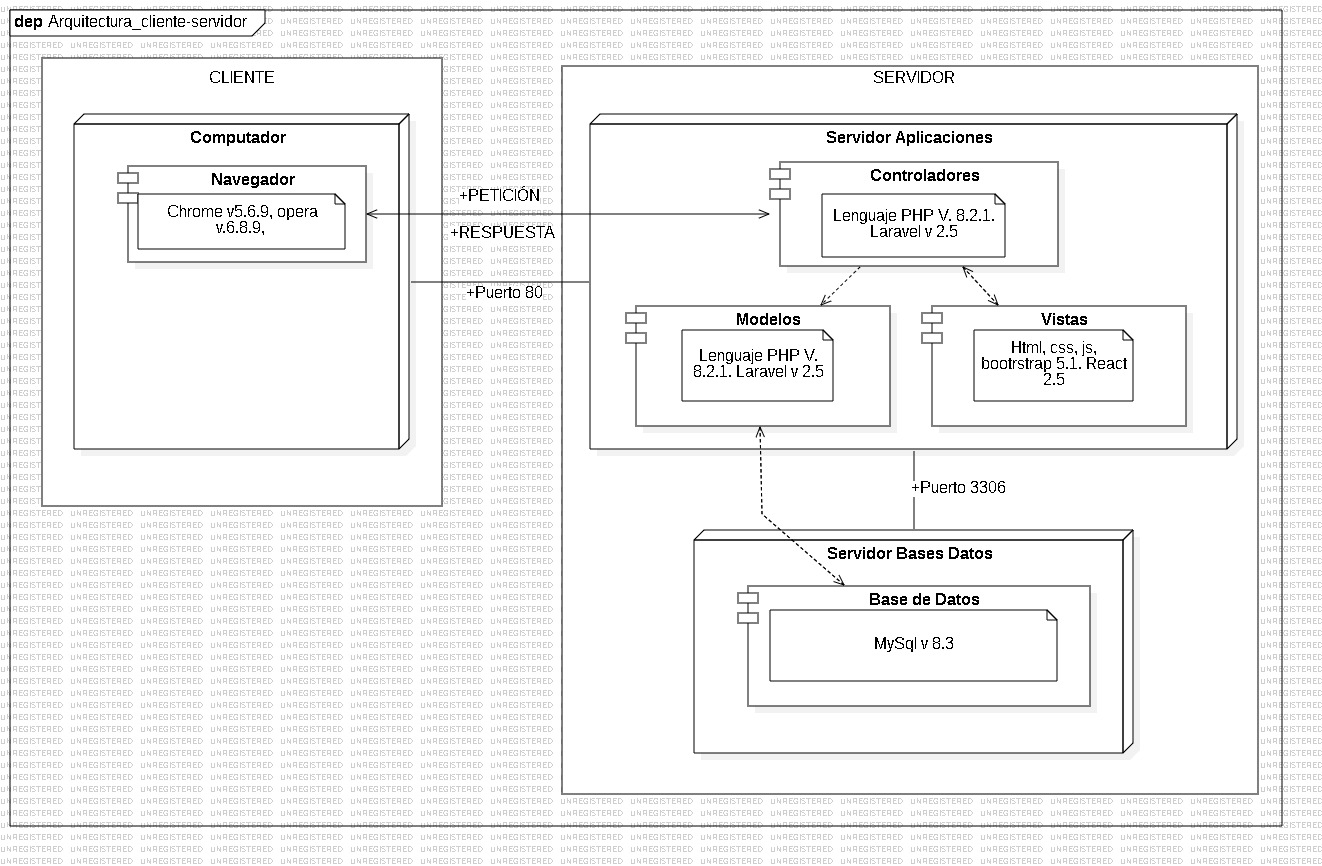 dep Arquitectura_cliente-servidor
CLIENTE
SERVIDOR
Computador
Servidor Aplicaciones
Navegador
Chrome v5.6.9, opera
v.6.8.9,
+PETICIÓN
+RESPUESTA
+Puerto 80
Controladores
Lenguaje PHP V. 8.2.1.
Laravel v 2.5
Modelos
Lenguaje PHP V.
8.2.1. Laravel v 2.5
Vistas
Html, css, js,
bootrstrap 5.1. React
2.5
+Puerto 3306
Servidor Bases Datos
Base de Datos
MySql v 8.3
UNREGISTERED